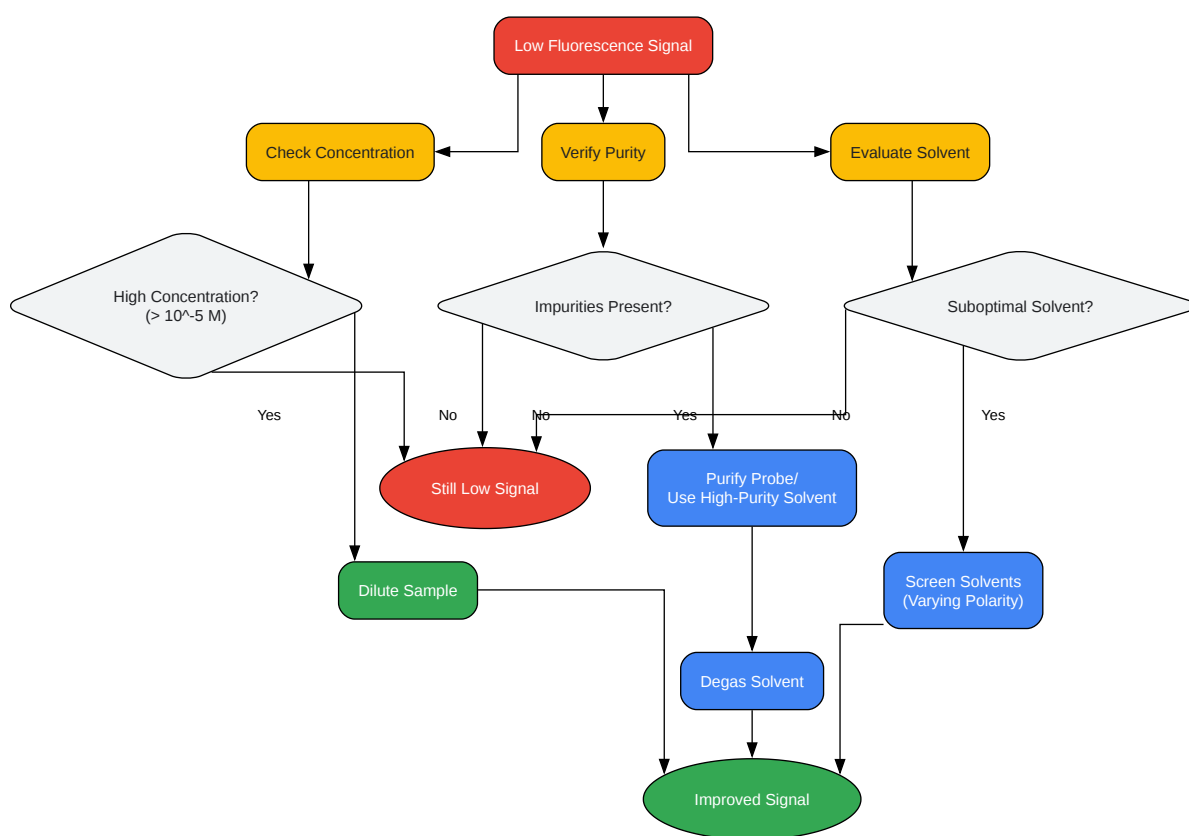 Low Fluorescence Signal
Check Concentration
Verify Purity
Evaluate Solvent
High Concentration?
(> 10^-5 M)
Impurities Present?
Suboptimal Solvent?
Yes
No
No
Yes
No
Yes
Still Low Signal
Purify Probe/
Use High-Purity Solvent
Dilute Sample
Screen Solvents
(Varying Polarity)
Degas Solvent
Improved Signal